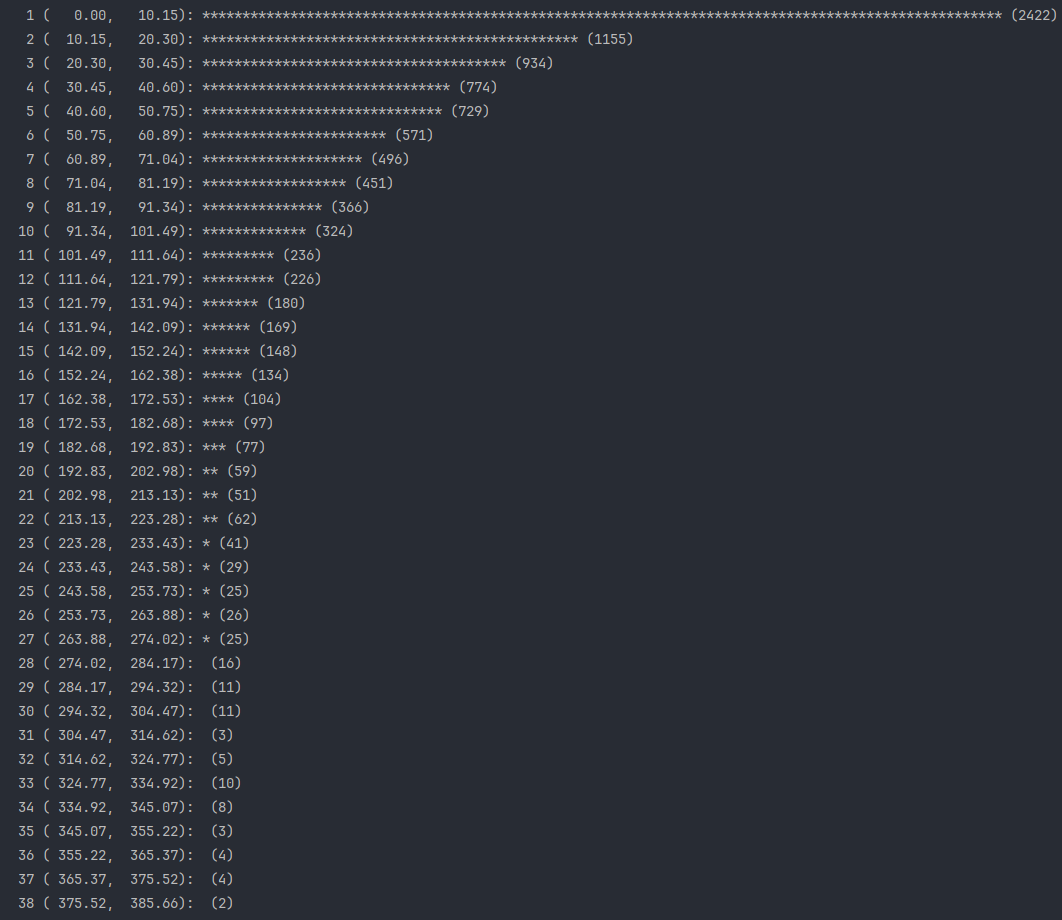 1 (   0.00,   10.15): **************************************************************************************************** (2422)
2 (  10.15,   20.30): *********************************************** (1155)
3 (  20.30,   30.45): ************************************** (934)
4 (  30.45,   40.60): ******************************* (774)
5 (  40.60,   50.75): ****************************** (729)
6 (  50.75,   60.89): *********************** (571)
7 (  60.89,   71.04): ******************** (496)
8 (  71.04,   81.19): ****************** (451)
9 (  81.19,   91.34): *************** (366)
10 (  91.34,  101.49): ************* (324)
11 ( 101.49,  111.64): ********* (236)
12 ( 111.64,  121.79): ********* (226)
13 ( 121.79,  131.94): ******* (180)
14 ( 131.94,  142.09): ****** (169)
15 ( 142.09,  152.24): ****** (148)
16 ( 152.24,  162.38): ***** (134)
17 ( 162.38,  172.53): **** (104)
18 ( 172.53,  182.68): **** (97)
19 ( 182.68,  192.83): *** (77)
20 ( 192.83,  202.98): ** (59)
21 ( 202.98,  213.13): ** (51)
22 ( 213.13,  223.28): ** (62)
23 ( 223.28,  233.43): * (41)
24 ( 233.43,  243.58): * (29)
25 ( 243.58,  253.73): * (25)
26 ( 253.73,  263.88): * (26)
27 ( 263.88,  274.02): * (25)
28 ( 274.02,  284.17):  (16)
29 ( 284.17,  294.32):  (11)
30 ( 294.32,  304.47):  (11)
31 ( 304.47,  314.62):  (3)
32 ( 314.62,  324.77):  (5)
33 ( 324.77,  334.92):  (10)
34 ( 334.92,  345.07):  (8)
35 ( 345.07,  355.22):  (3)
36 ( 355.22,  365.37):  (4)
37 ( 365.37,  375.52):  (4)
38 ( 375.52,  385.66):  (2)